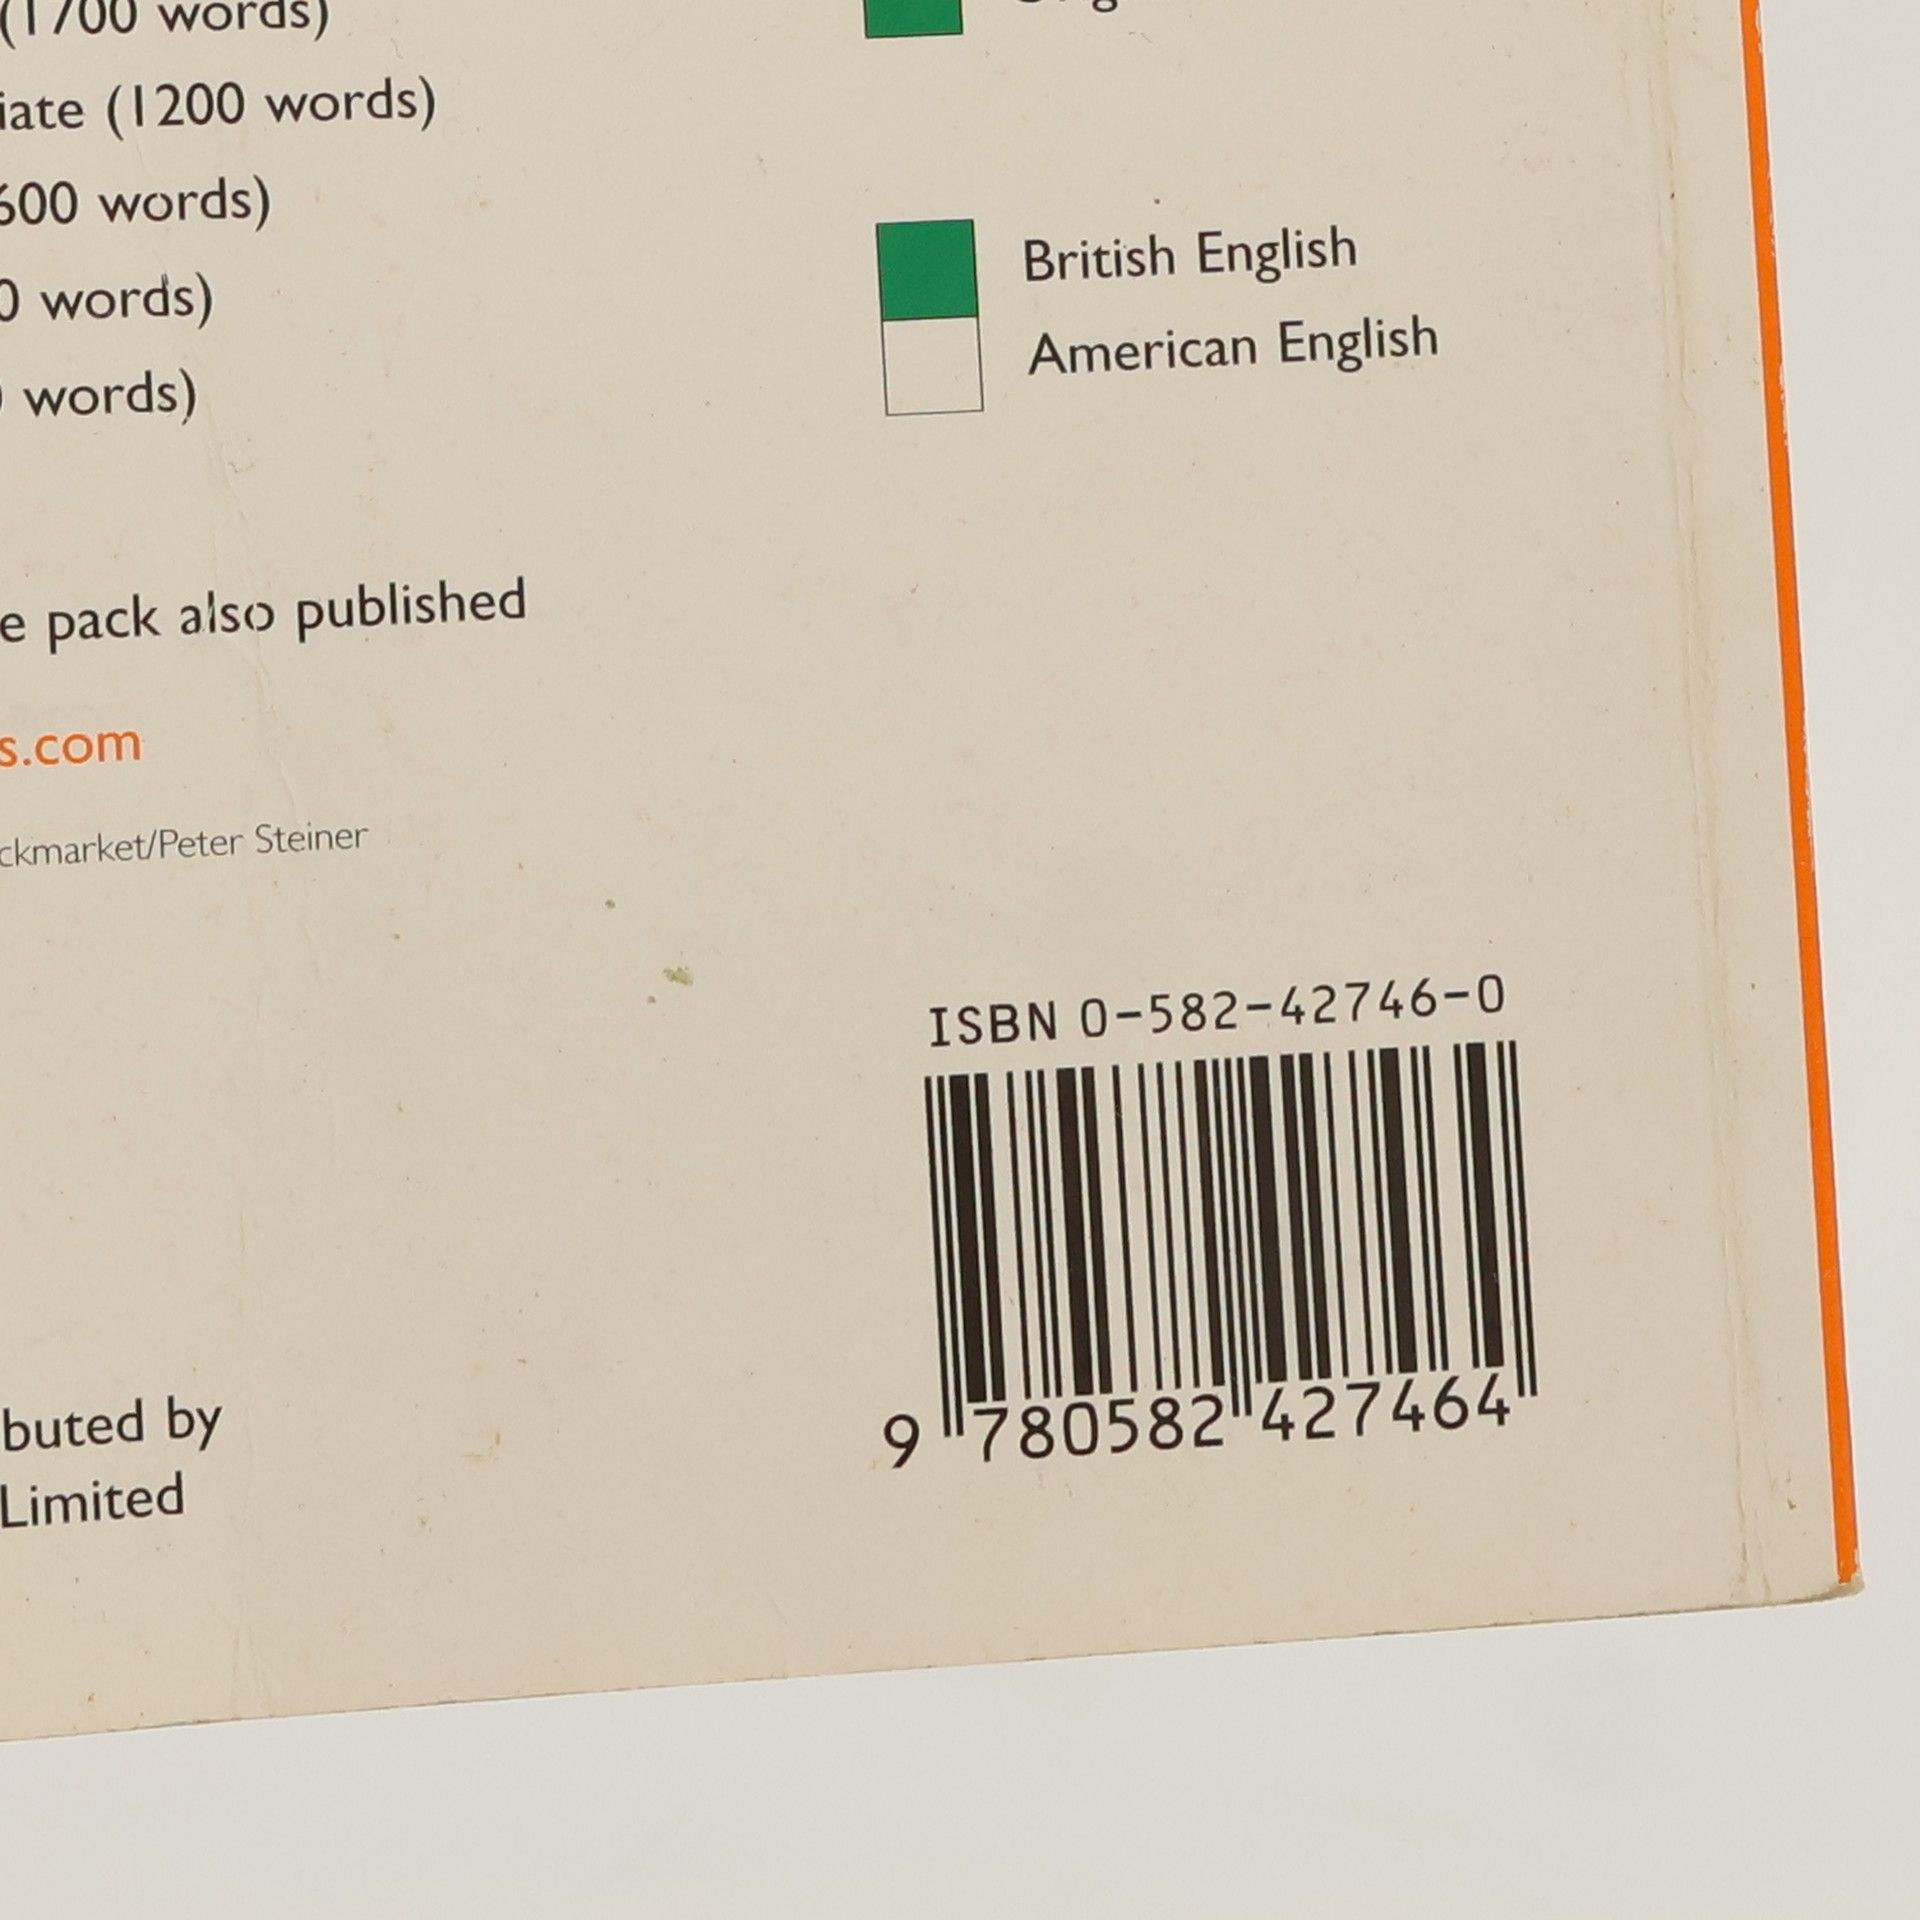 (1700 words)
iate (1200 words)
600 words)
0 words)
words)
British English
American English
e pack also published
s.com
ckmarket/Peter Steiner
ISBN 0-582-42746-0
9 780582 427464
buted by
Limited